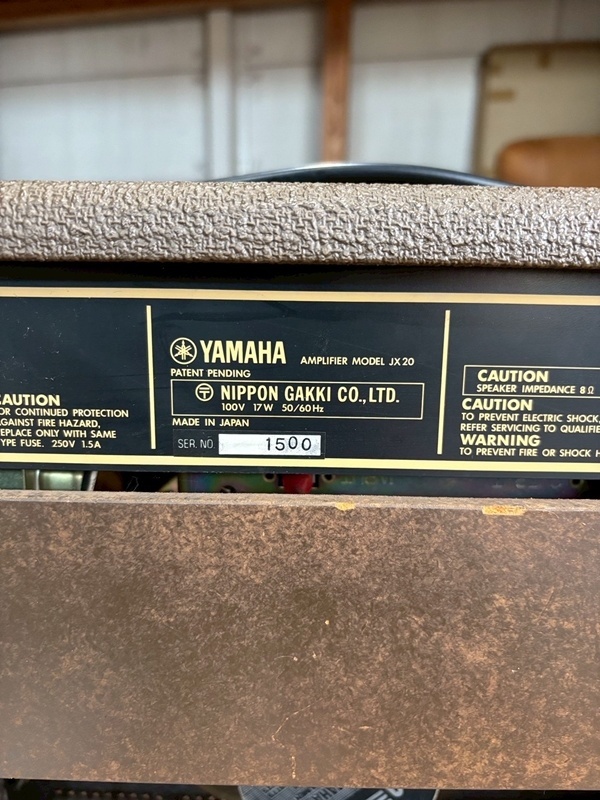 AUTION
OR CONTINUED PROTECTION
AGAINST FIRE HAZARD,
EPLACE ONLY WITH SAME
YPE FUSE. 250V 1.5A
YAMAHA AMPLIFIER MODEL JX20
PATENT PENDING
NIPPON GAKKI CO.,LTD.
100V 17W 50/60Hz
MADE IN JAPAN
SER. NO. 1500
CAUTION
SPEAKER IMPEDANCE 8Ω
CAUTION
TO PREVENT ELECTRIC SHOCK,
REFER SERVICING TO QUALIFIE
WARNING
TO PREVENT FIRE OR SHOCK H